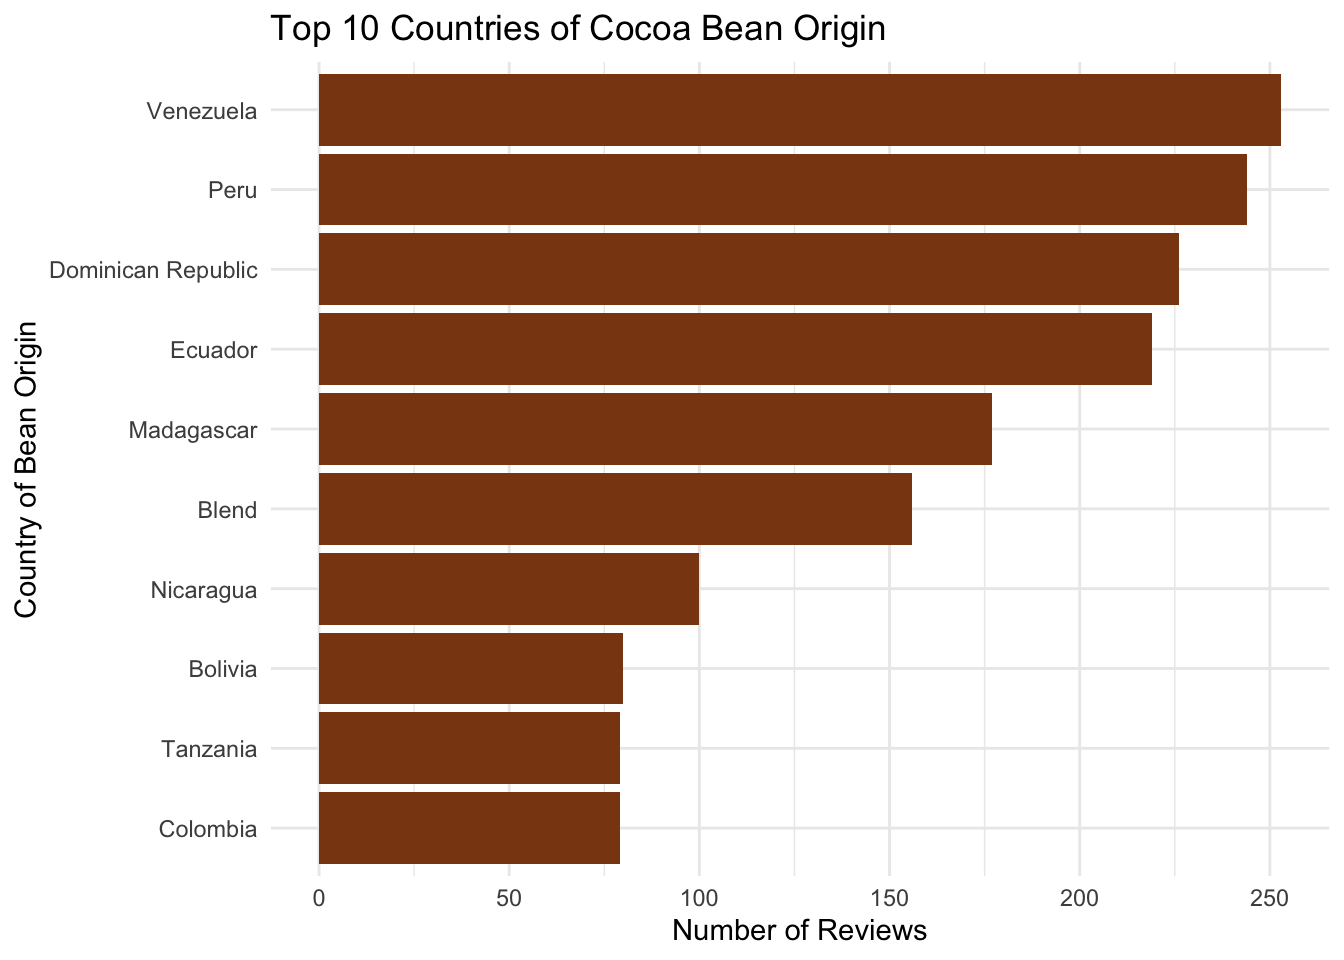 Top 10 Countries of Cocoa Bean Origin
Country of Bean Origin
Venezuela
Peru
Dominican Republic
Ecuador
Madagascar
Blend
Nicaragua
Bolivia
Tanzania
Colombia
0 50 100 150 200 250
Number of Reviews